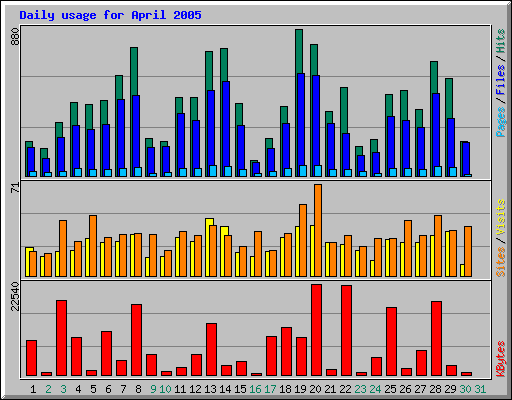 Daily usage for April 2005
880
Pages / Files / Hits
71
Sites / Visits
22540
KBytes
1 2 3 4 5 6 7 8 9 10 11 12 13 14 15 16 17 18 19 20 21 22 23 24 25 26 27 28 29 30 31